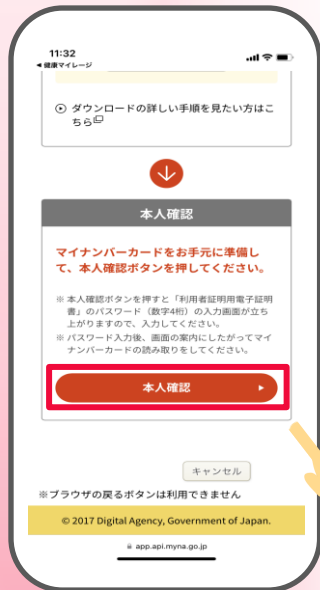 11:32
◀ 健康マイレージ
ダウンロードの詳しい手順を見たい方はこ
ちら
本人確認
マイナンバーカードをお手元に準備し
て、本人確認ボタンを押してください。
※ 本人確認ボタンを押すと「利用者証明用電子証明
書」のパスワード（数字4桁）の入力画面が立ち
上がりますので、入力してください。
※ パスワード入力後、画面の案内にしたがってマイ
ナンバーカードの読み取りをしてください。
本人確認
キャンセル
※ブラウザの戻るボタンは利用できません
© 2017 Digital Agency, Government of Japan.
app.api.myna.go.jp